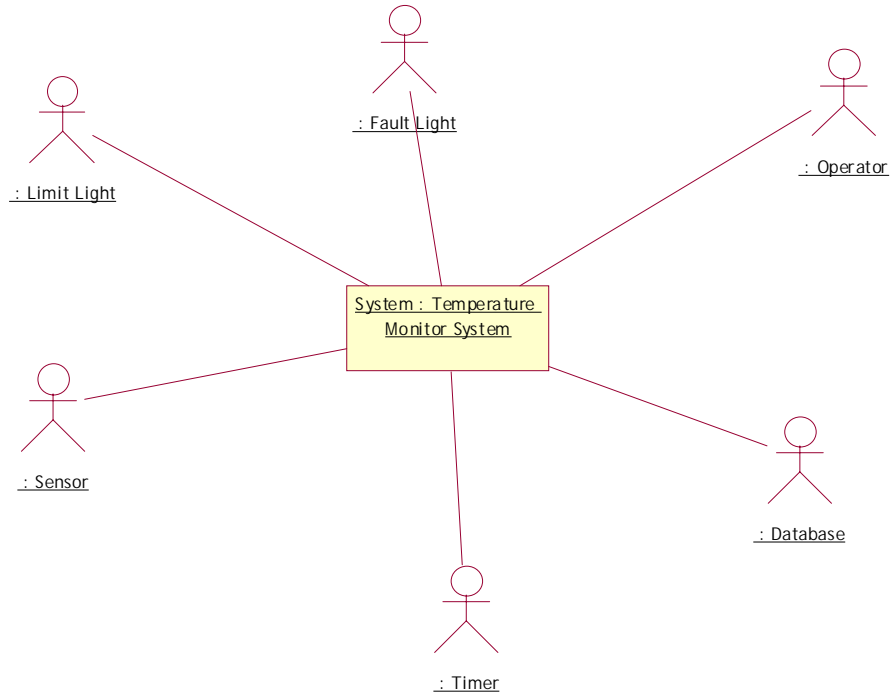 : Fault Light
: Operator
: Limit Light
System : Temperature
Monitor System
: Sensor
: Database
: Timer